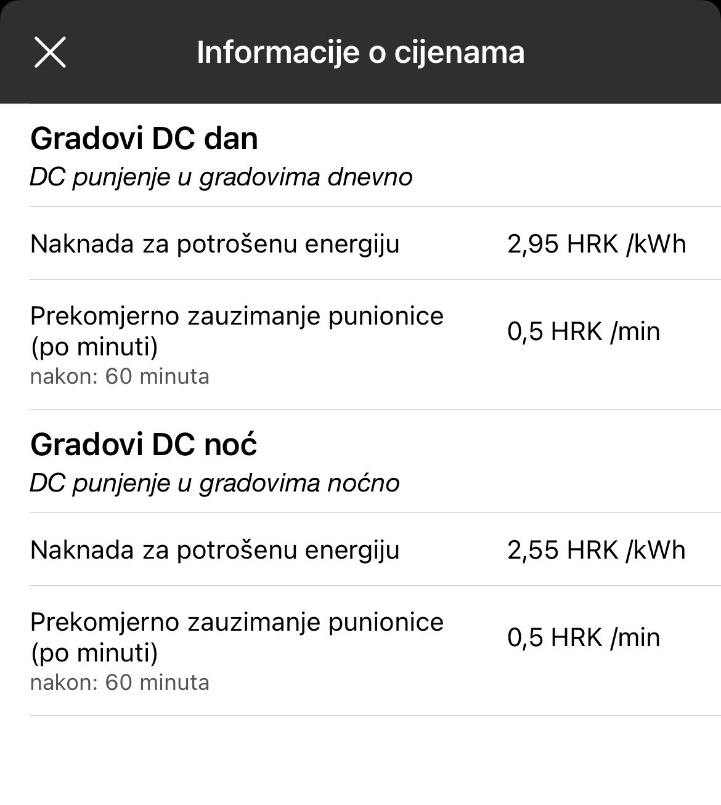 Informacije o cijenama
Gradovi DC dan
DC punjenje u gradovima dnevno
Naknada za potrošenu energiju 2,95 HRK /kWh
Prekomjerno zauzimanje punionice
(po minuti) 0,5 HRK /min
nakon: 60 minuta
Gradovi DC noć
DC punjenje u gradovima noćno
Naknada za potrošenu energiju 2,55 HRK /kWh
Prekomjerno zauzimanje punionice
(po minuti) 0,5 HRK /min
nakon: 60 minuta